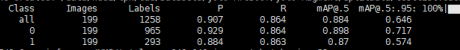 Class Images Labels P R mAP@.5 mAP@.5:.95: 100%|
all 199 1258 0.907 0.864 0.884 0.646
0 199 965 0.929 0.864 0.898 0.717
1 199 293 0.884 0.863 0.87 0.574